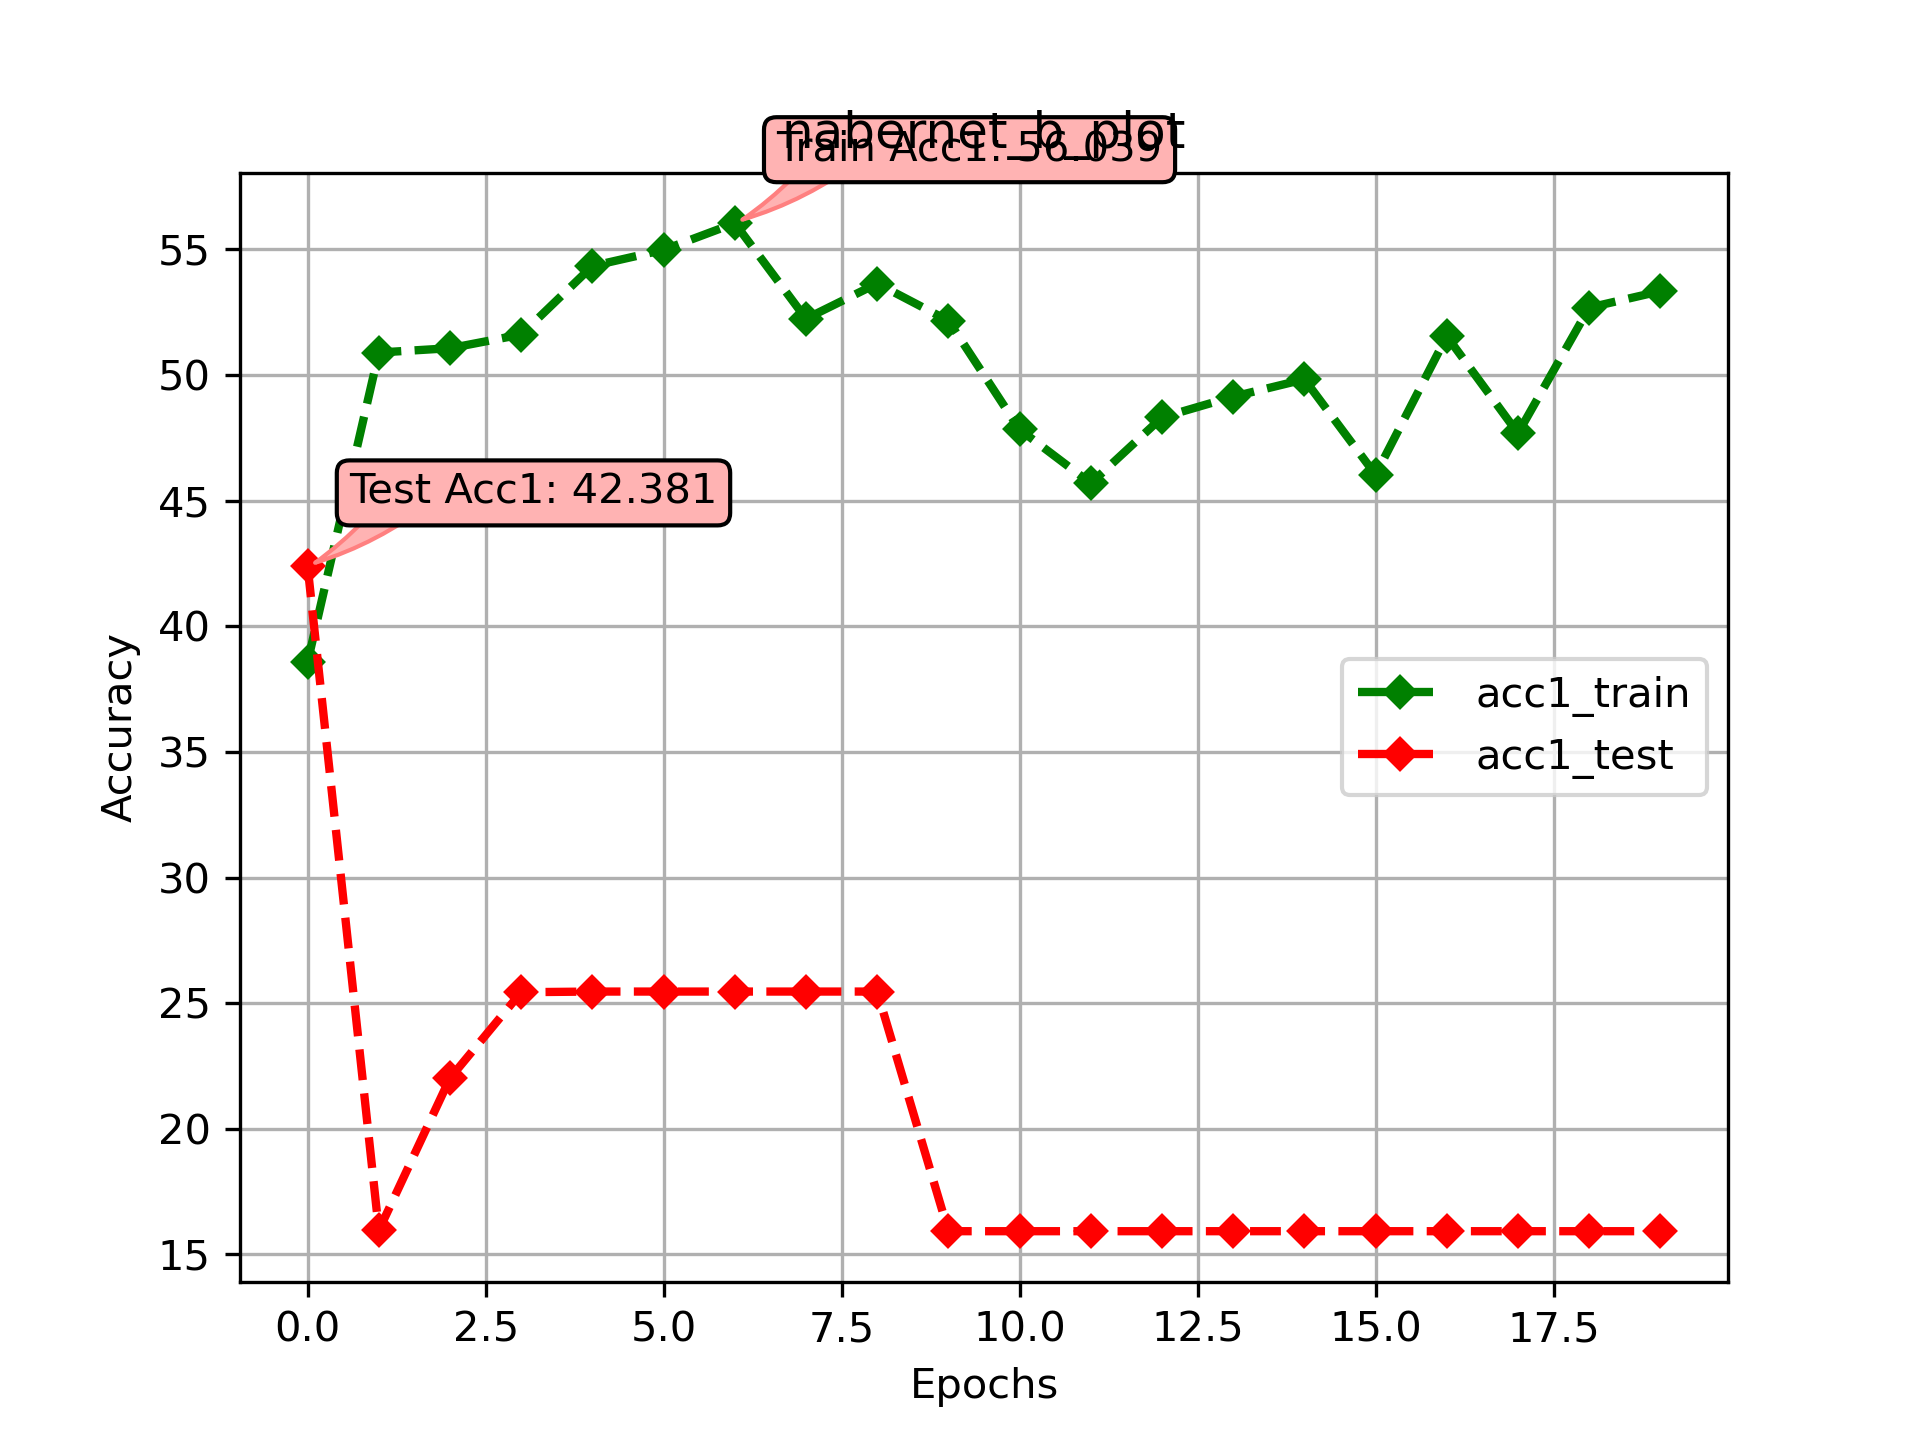 nabernet_b_plot
Train Acc1: 56.039
Test Acc1: 42.381
55
50
45
40
35
30
25
20
15
Accuracy
acc1_train
acc1_test
0.0 2.5 5.0 7.5 10.0 12.5 15.0 17.5
Epochs